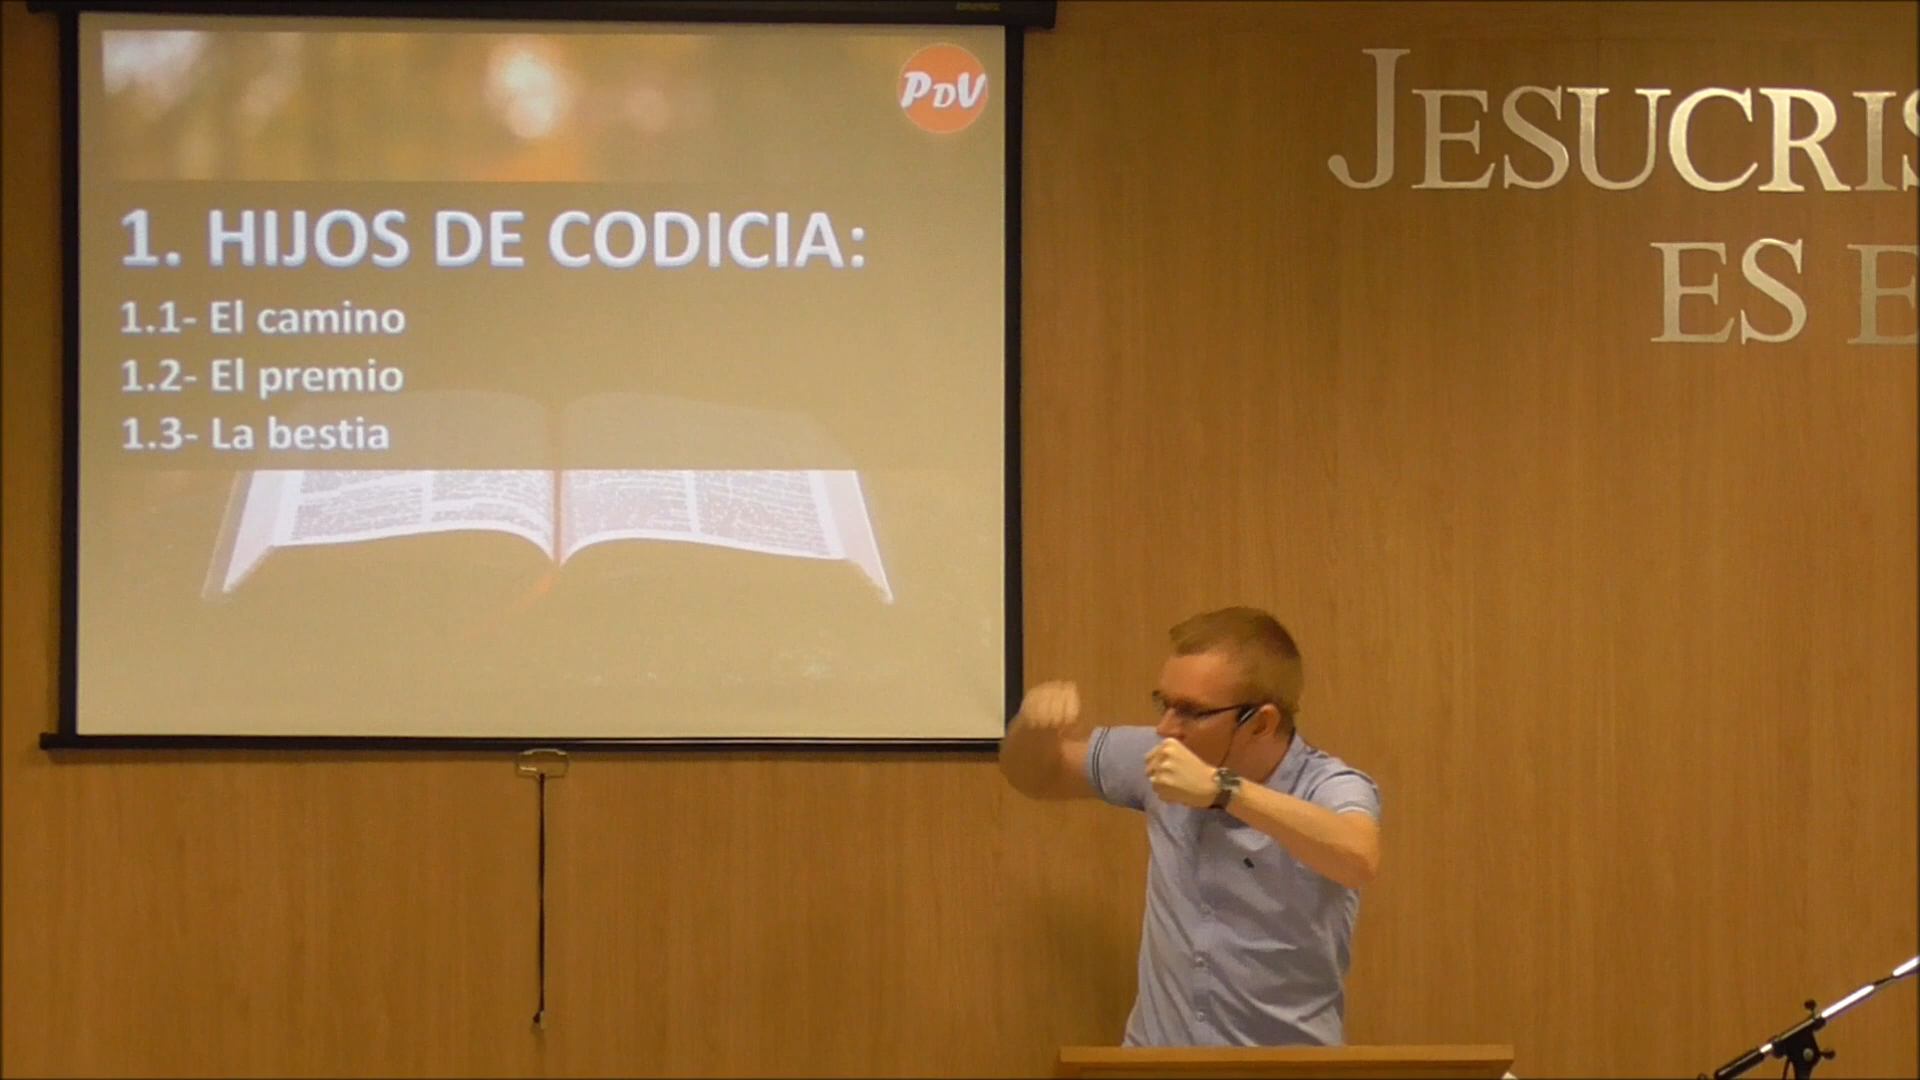 PDV
1. HIJOS DE CODICIA:
1.1- El camino
1.2- El premio
1.3- La bestia
JESUCRIS
ES E